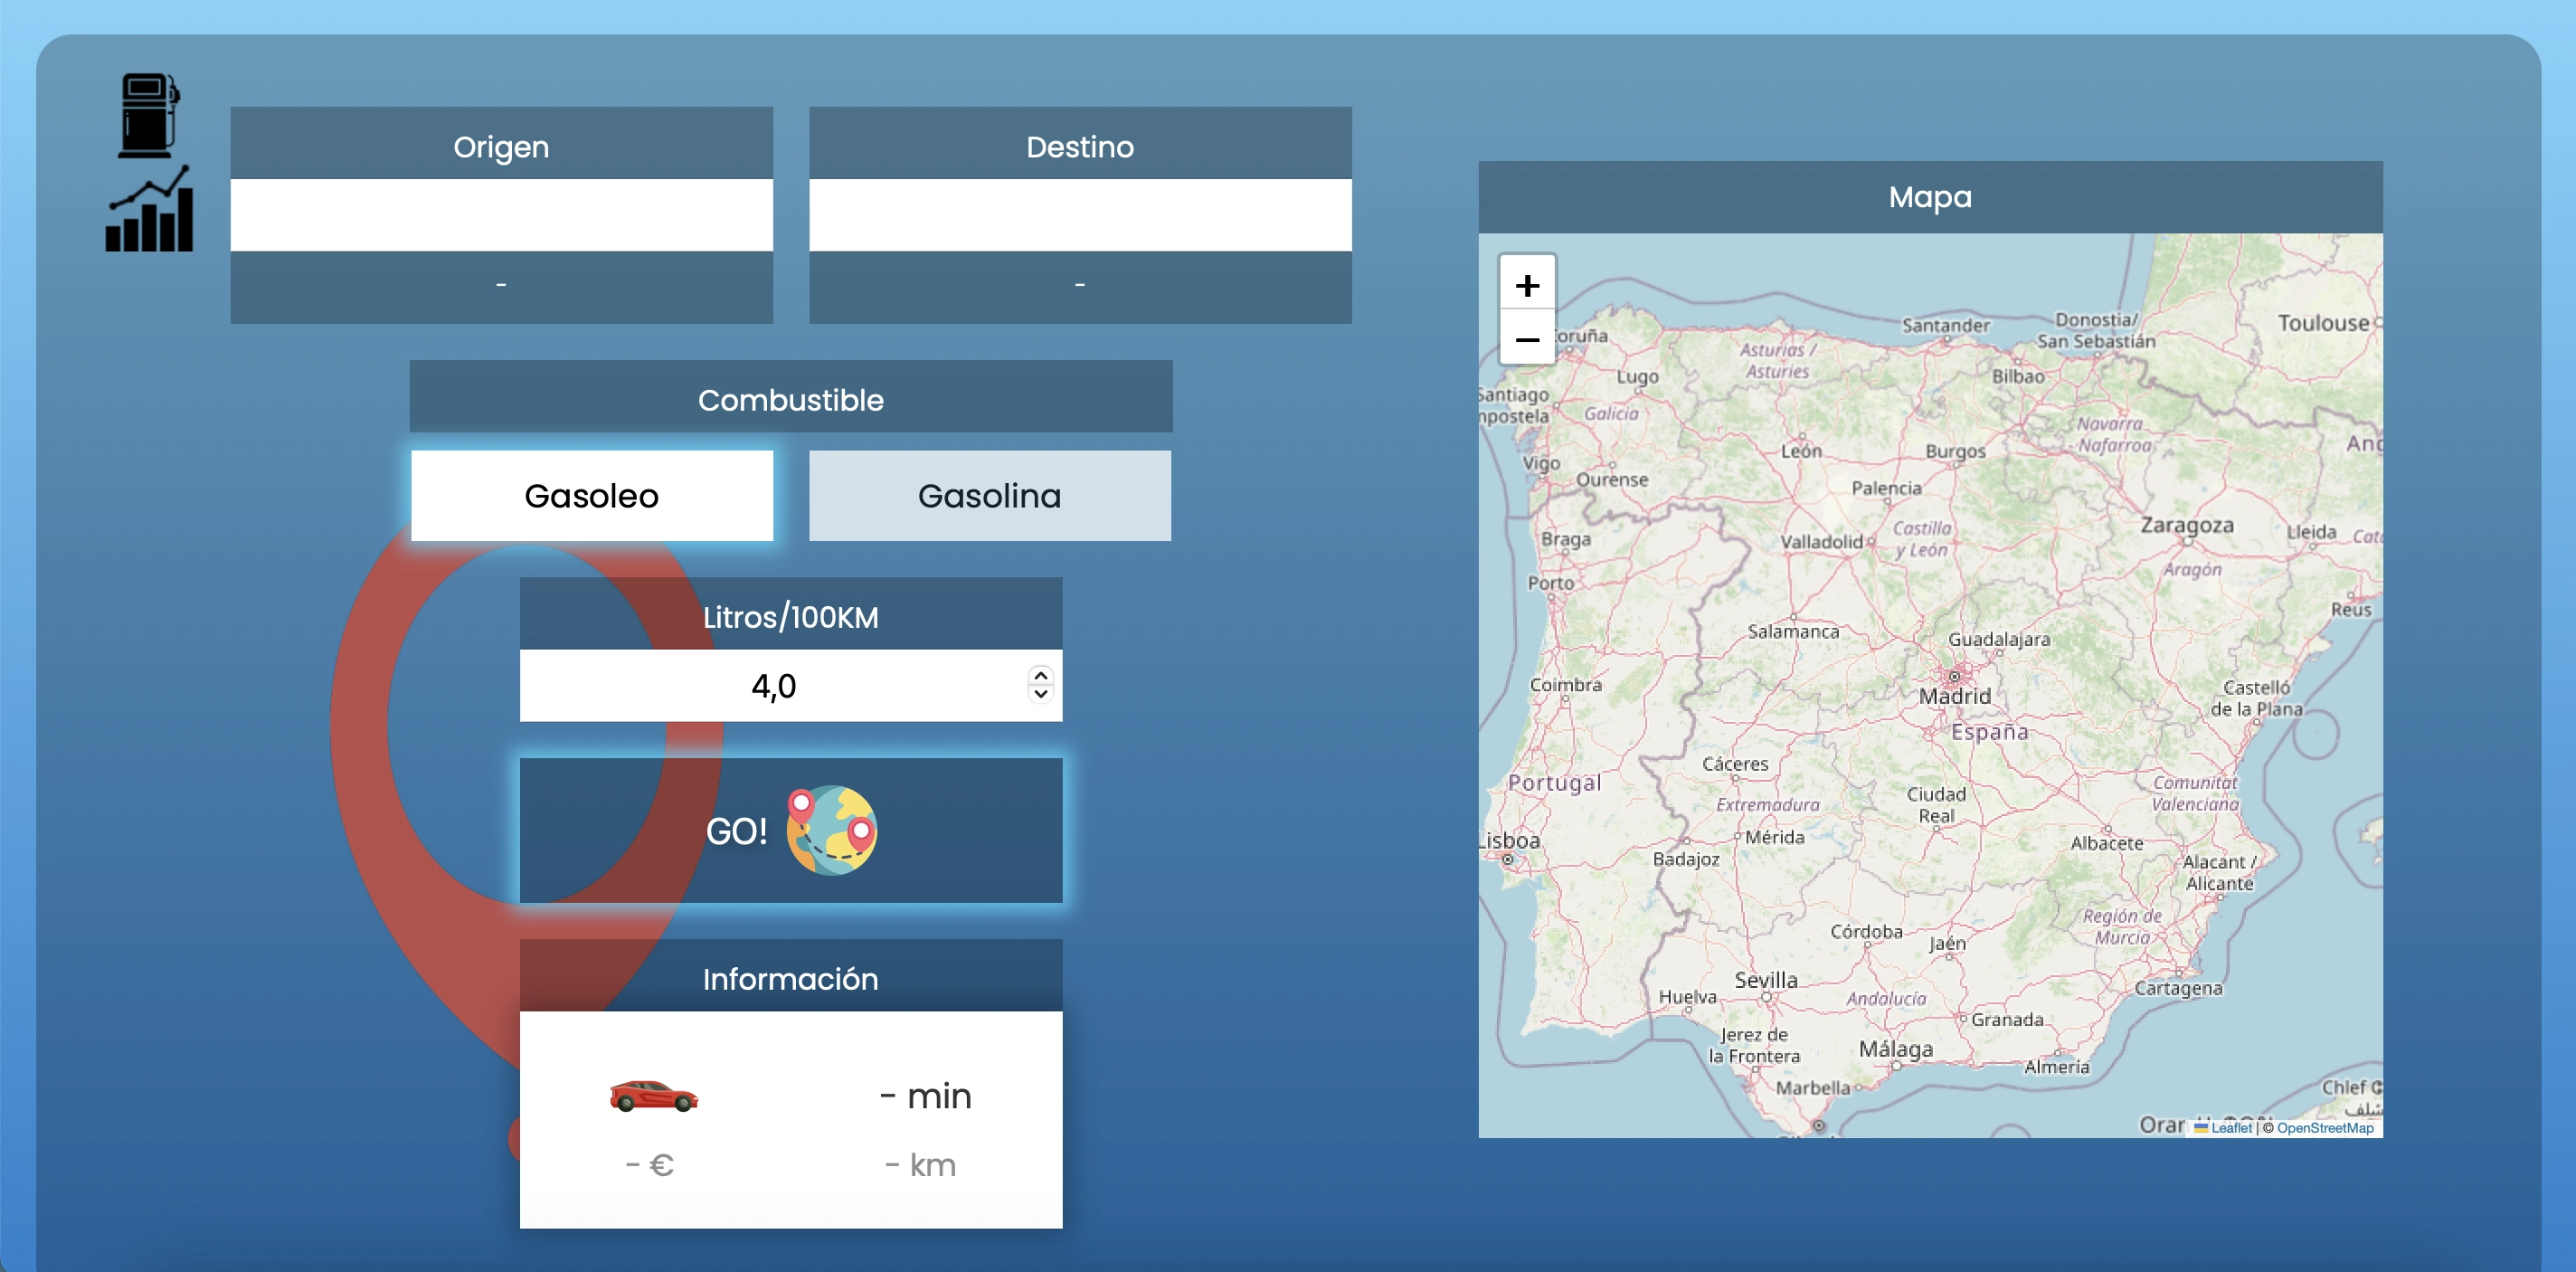 Origen
-
Destino
-
Combustible
Gasoleo
Gasolina
Litros/100KM
4,0
GO!
Información
- min
- €
- km
Mapa
+
−
oruña
Santander
Donostia/
San Sebastián
Toulouse
Asturias /
Asturies
Lugo
Bilbao
Santiago
mpostela
Galicia
Navarra
Nafarroa
León
Burgos
And
Vigo
Ourense
Palencia
Zaragoza
Lleida
Cata
Braga
Valladolid
Castilla
y León
Aragón
Porto
Reus
Salamanca
Guadalajara
Coimbra
Madrid
Castelló
de la Plana
España
Cáceres
Portugal
Extremadura
Ciudad
Real
Comunitat
Valenciana
Lisboa
Mérida
Albacete
Badajoz
Alacant /
Alicante
Córdoba
Jaén
Región de
Murcia
Sevilla
Huelva
Andalucía
Cartagena
Granada
Jerez de
la Frontera
Málaga
Almería
Marbella
Chlef
Oran
Leaflet | © OpenStreetMap